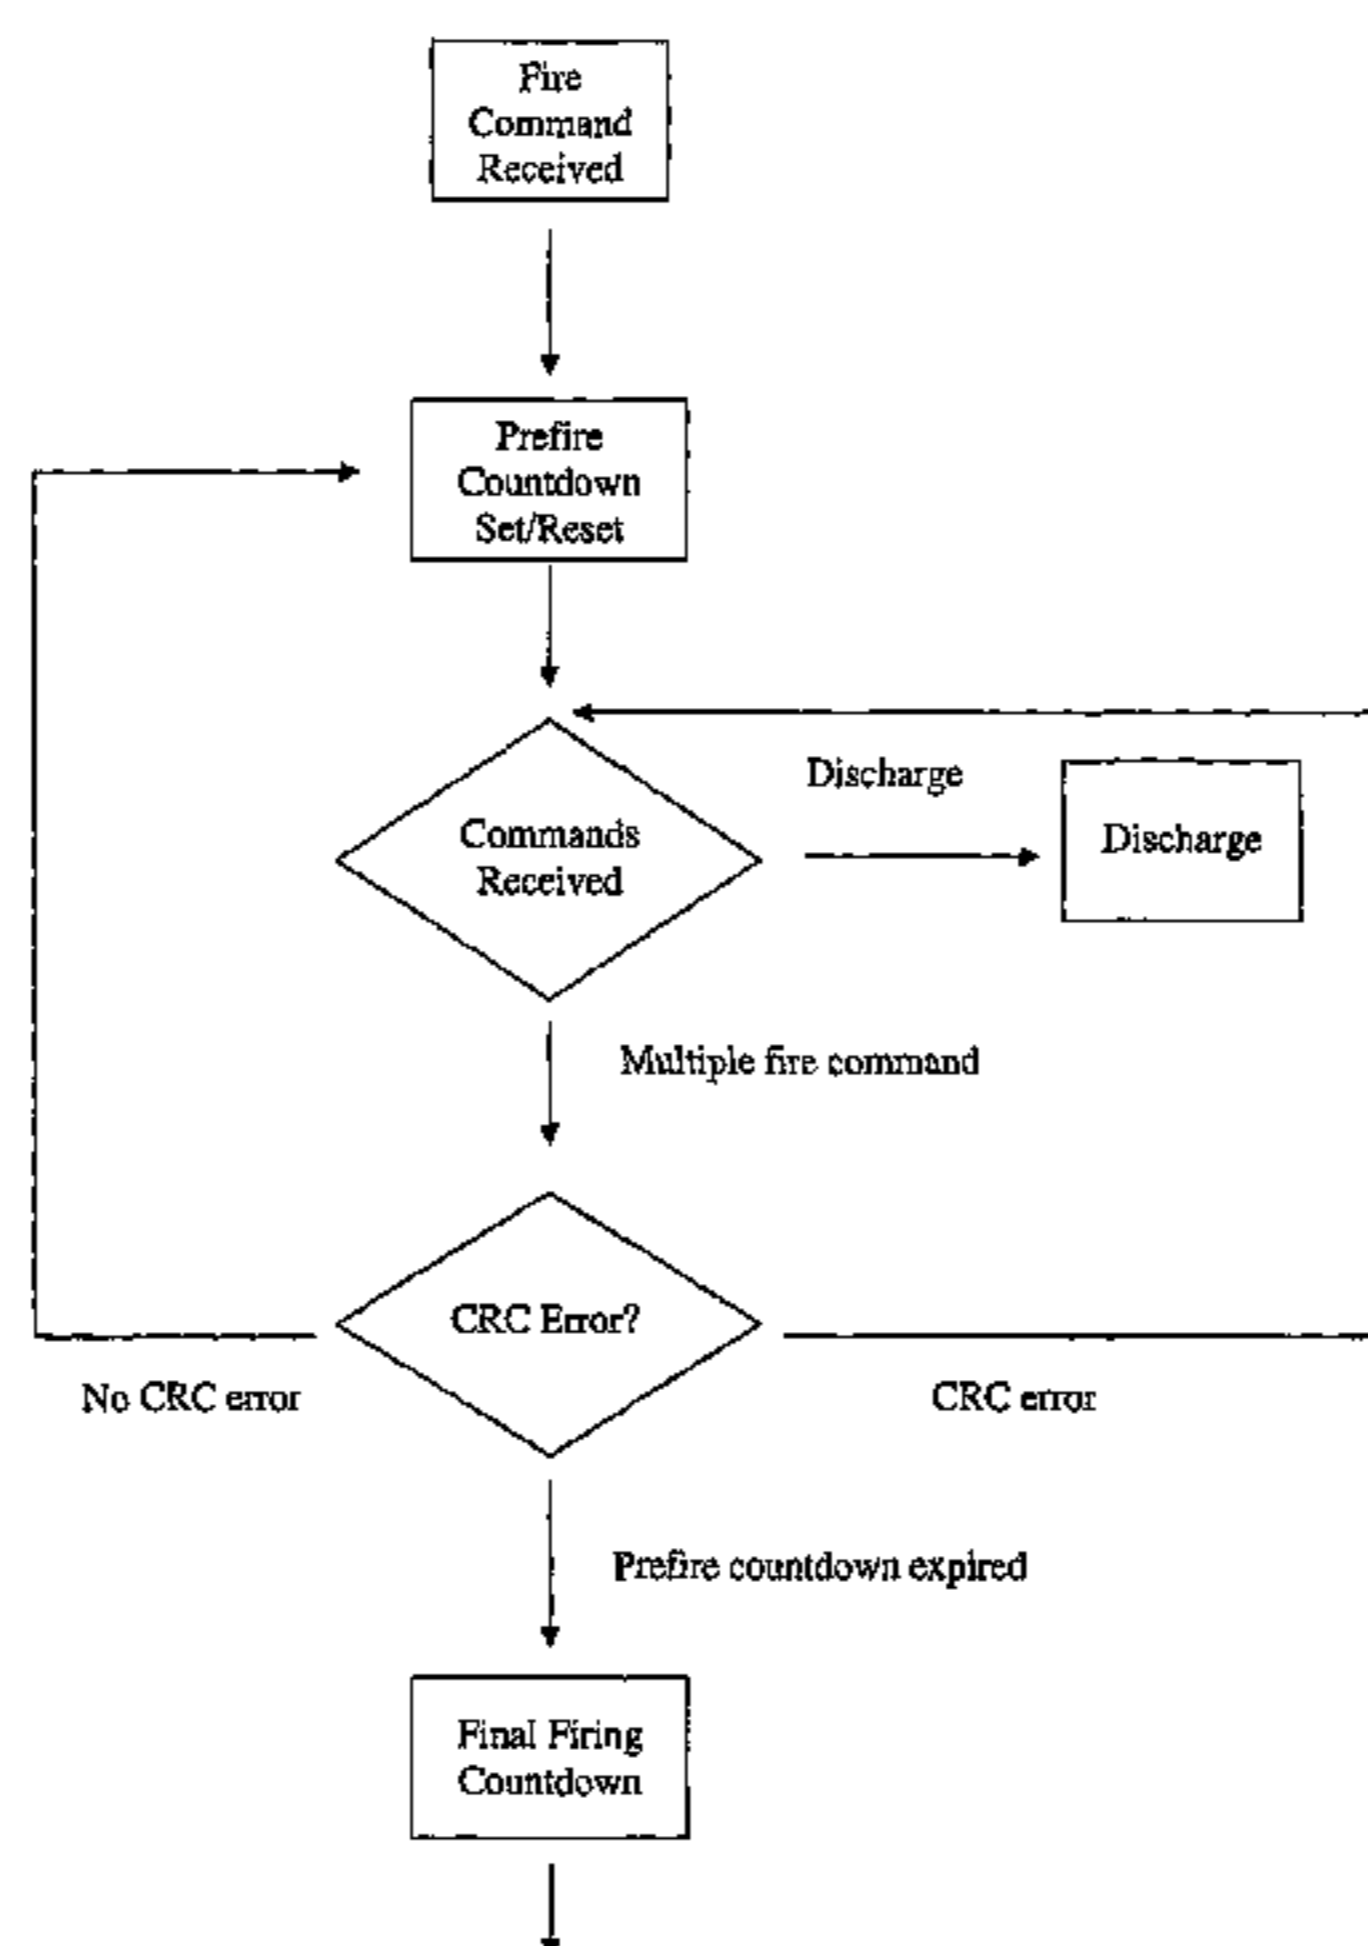 Fire
Command
Received
Prefire
Countdown
Set/Reset
Discharge
Commands
Received
Discharge
Multiple fire command
CRC Error?
No CRC error
CRC error
Prefire countdown expired
Final Firing
Countdown